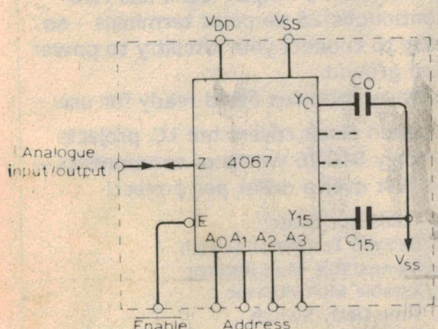 VDD VSS
Y0 C0
Analogue
input/output
Z 4067
E Y15
C15
A0 A1 A2 A3
VSS
Enable Address